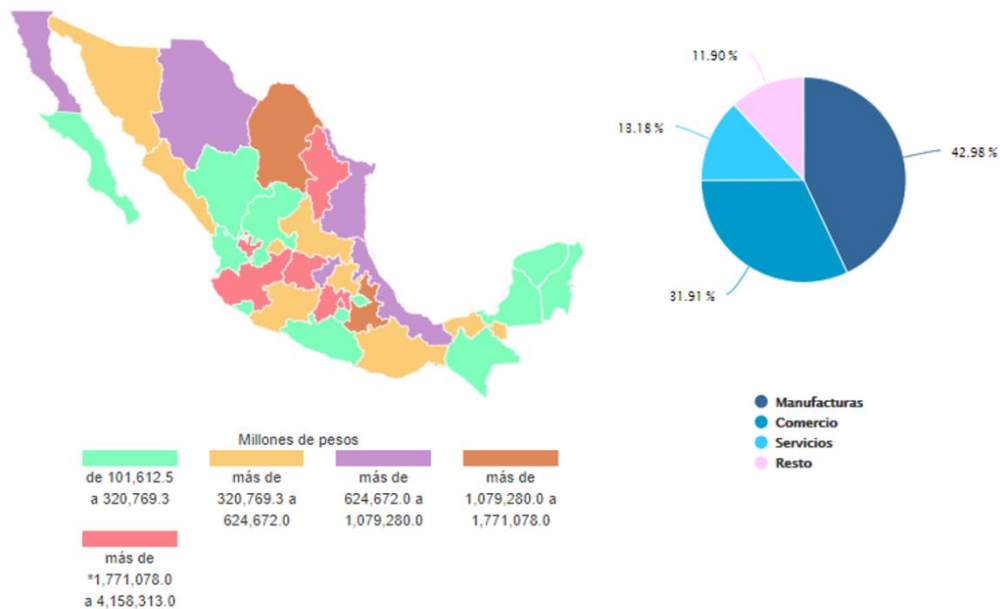 11.90 %
13.18 %
42.98 %
31.91 %
Manufacturas
Comercio
Servicios
Resto
Millones de pesos
de 101,612.5
a 320,769.3
más de
320,769.3 a
624,672.0
más de
624,672.0 a
1,079,280.0
más de
1,079,280.0 a
1,771,078.0
más de
*1,771,078.0
a 4,158,313.0